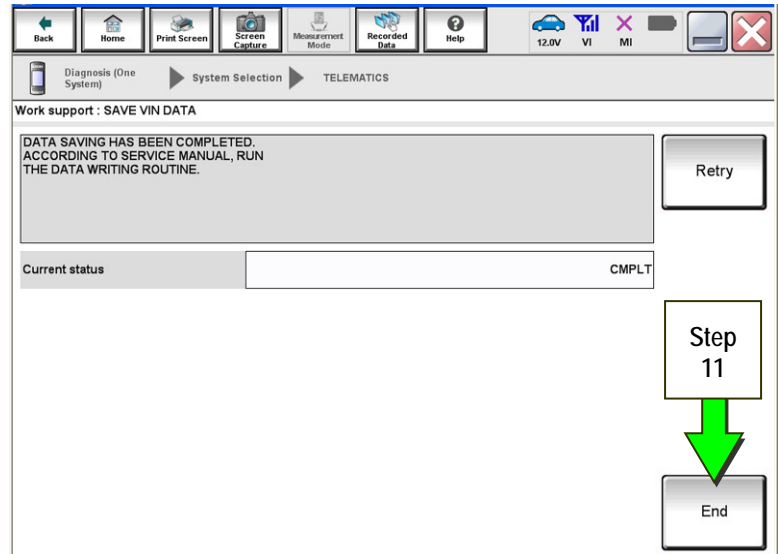 Back
Home
Print Screen
Screen
Capture
Measurement
Mode
Recorded
Data
Help
12.0V
VI
MI
Diagnosis (One
System)
System Selection
TELEMATICS
Work support : SAVE VIN DATA
DATA SAVING HAS BEEN COMPLETED.
ACCORDING TO SERVICE MANUAL, RUN
THE DATA WRITING ROUTINE.
Retry
Current status
CMPLT
Step
11
End